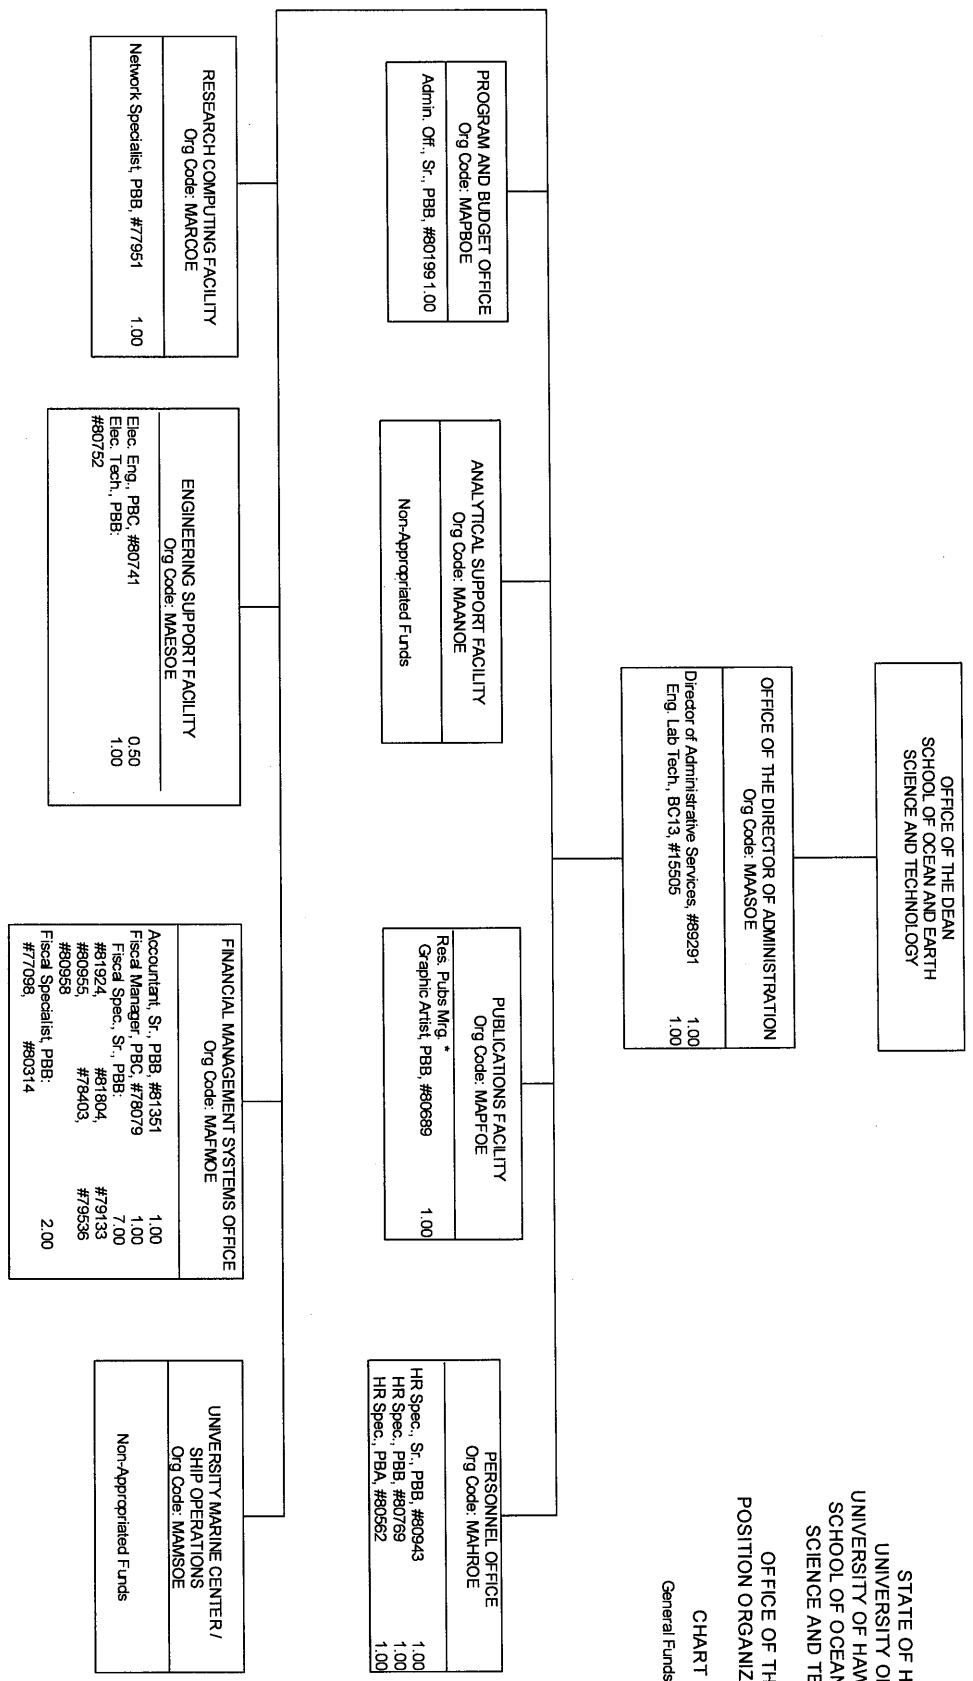 STATE OF H
UNIVERSITY OF
UNIVERSITY OF HAW
SCHOOL OF OCEAN
SCIENCE AND TE
OFFICE OF TH
POSITION ORGANIZ
CHART
General Funds
OFFICE OF THE DEAN
SCHOOL OF OCEAN AND EARTH
SCIENCE AND TECHNOLOGY
OFFICE OF THE DIRECTOR OF ADMINISTRATION
Org Code: MAASOE
Director of Administrative Services, #89291 1.00
Eng. Lab Tech., BC13, #15505 1.00
PROGRAM AND BUDGET OFFICE
Org Code: MAPBOE
Admin. Off., Sr., PBB, #80199 1.00
ANALYTICAL SUPPORT FACILITY
Org Code: MAANOE
Non-Appropriated Funds
PUBLICATIONS FACILITY
Org Code: MAPFOE
Res. Pubs Mrg. *
Graphic Artist, PBB, #80689 1.00
PERSONNEL OFFICE
Org Code: MAHROE
HR Spec., Sr., PBB, #80943 1.00
HR Spec., PBB, #80769 1.00
HR Spec., PBA, #80562 1.00
RESEARCH COMPUTING FACILITY
Org Code: MARCOE
Network Specialist, PBB, #77951 1.00
ENGINEERING SUPPORT FACILITY
Org Code: MAESOE
Elec. Eng., PBC, #80741 0.50
Elec. Tech., PBB: 1.00
#80752
FINANCIAL MANAGEMENT SYSTEMS OFFICE
Org Code: MAFMOE
Accountant, Sr., PBB, #81351 1.00
Fiscal Manager, PBC, #78079 1.00
Fiscal Spec., Sr., PBB: 7.00
#81924, #81804, #79133
#80955, #78403, #79536
#80958
Fiscal Specialist, PBB: 2.00
#77098, #80314
UNIVERSITY MARINE CENTER /
SHIP OPERATIONS
Org Code: MAMSOE
Non-Appropriated Funds